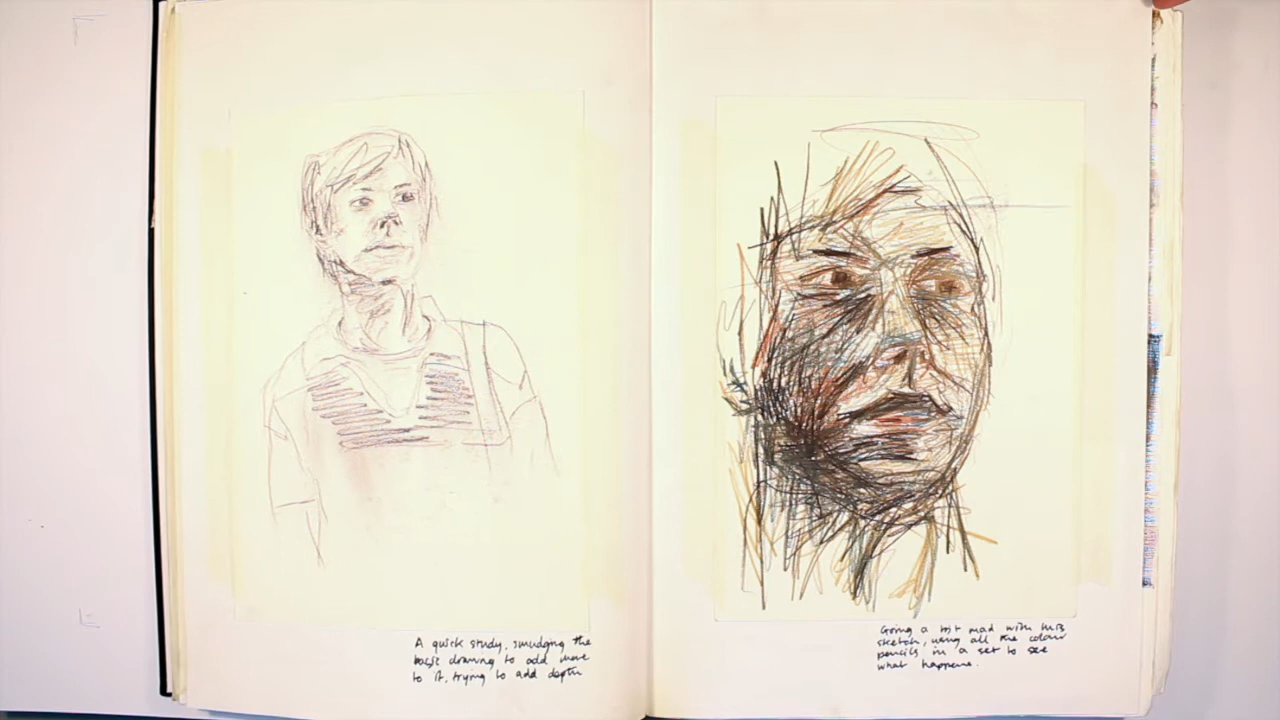 A quick study, smudging the
basic drawing to add more
to it, trying to add depth
Going a bit mad with this
sketch, using all the colour
pencils in a set to see
what happens.